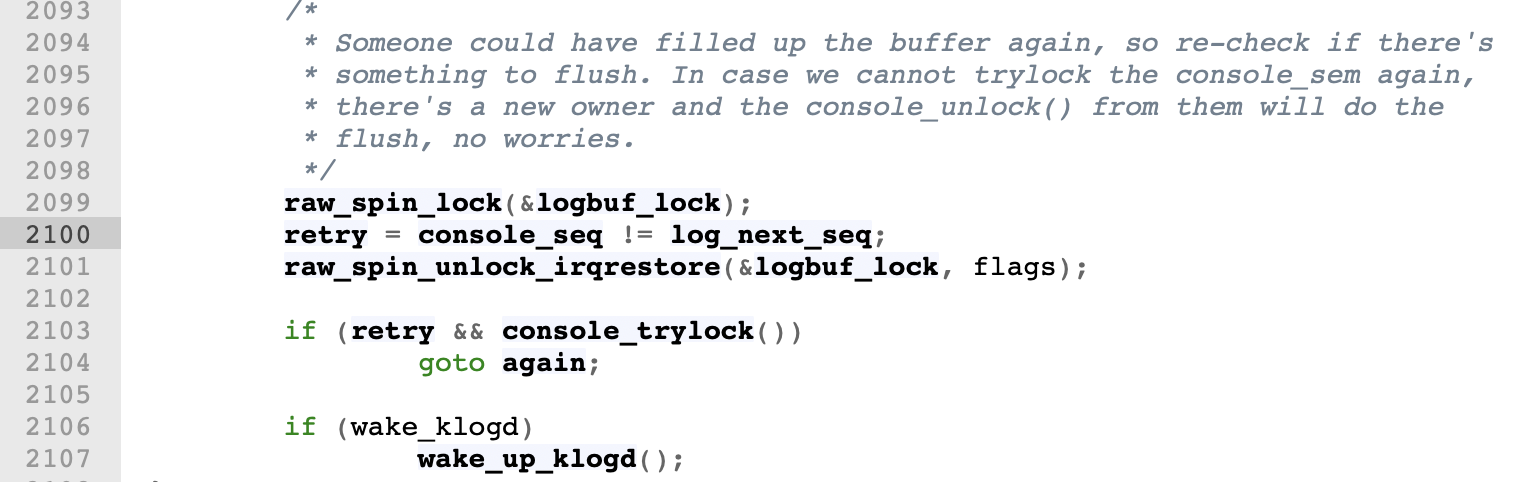 2093 /*
2094 * Someone could have filled up the buffer again, so re-check if there's
2095 * something to flush. In case we cannot trylock the console_sem again,
2096 * there's a new owner and the console_unlock() from them will do the
2097 * flush, no worries.
2098 */
2099 raw_spin_lock(&logbuf_lock);
2100 retry = console_seq != log_next_seq;
2101 raw_spin_unlock_irqrestore(&logbuf_lock, flags);
2102
2103 if (retry && console_trylock())
2104 goto again;
2105
2106 if (wake_klogd)
2107 wake_up_klogd();